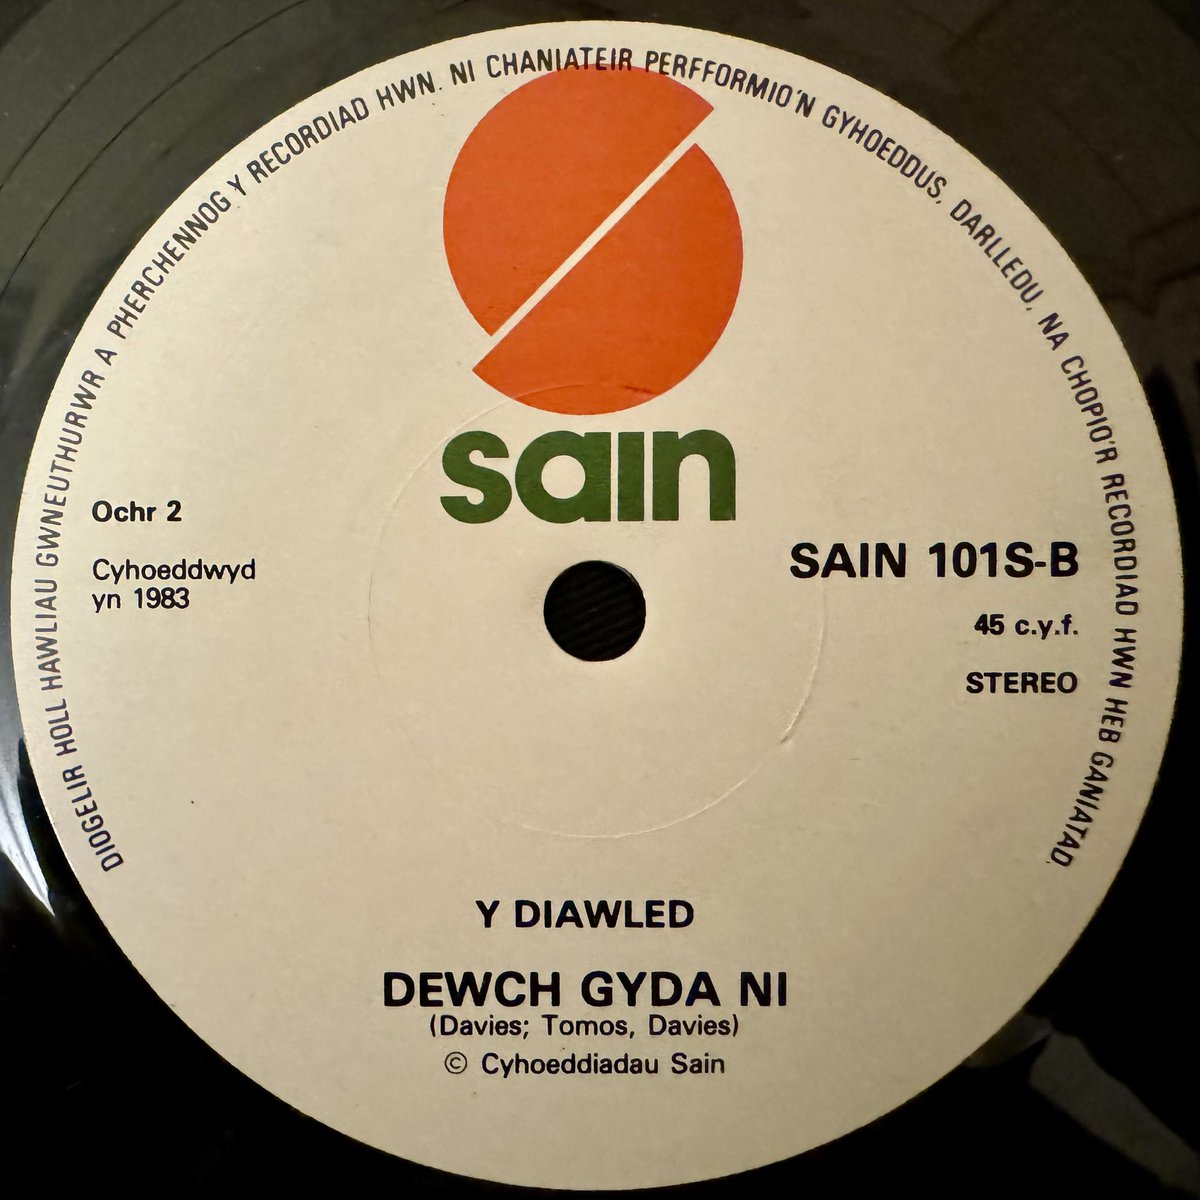 DIOGELIR HOLL HAWLIAU GWNEUTHURWR A PHERCHENNOG Y RECORDIAD HWN. NI CHANIATEIR PERFFORMIO'N GYHOEDDUS, DARLLEDU, NA CHOPIO'R RECORDIAD HWN HEB GANIATAD.
sain
Ochr 2
Cyhoeddwyd
yn 1983
SAIN 101S-B
45 c.y.f.
STEREO
Y DIAWLED
DEWCH GYDA NI
(Davies; Tomos, Davies)
© Cyhoeddiadau Sain